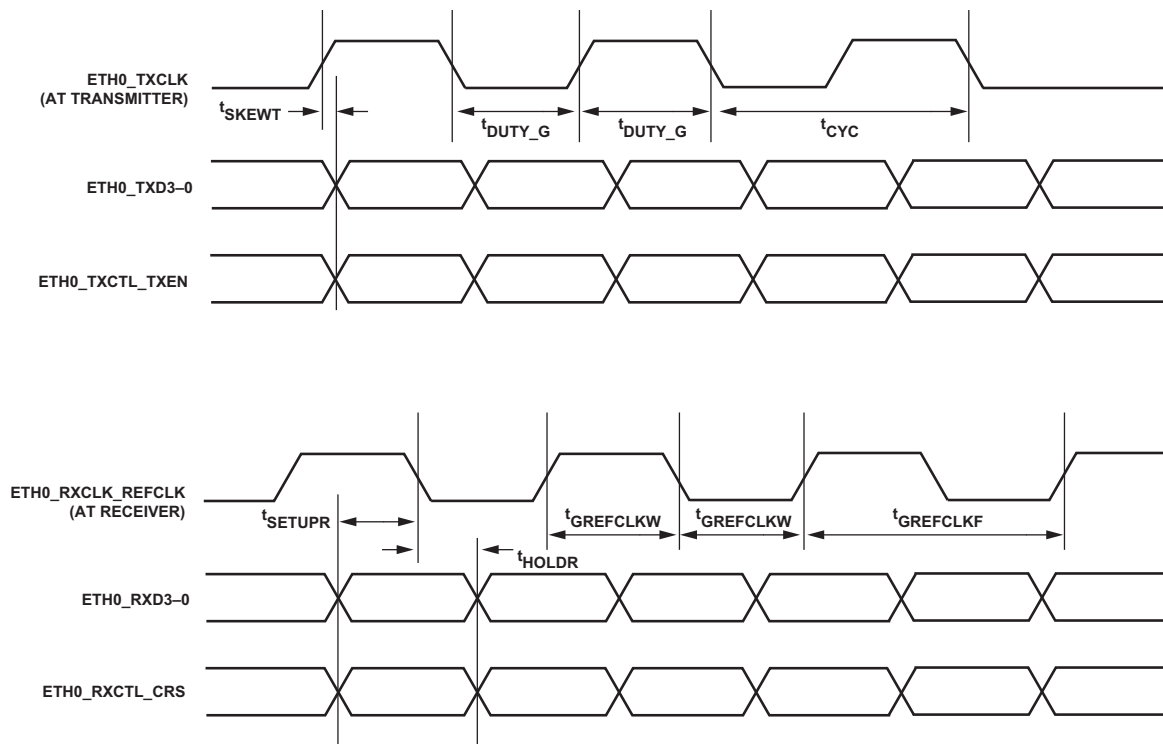 ETH0_TXCLK
(AT TRANSMITTER)
tSKEWT
tDUTY_G
tDUTY_G
tCYC
ETH0_TXD3–0
ETH0_TXCTL_TXEN
ETH0_RXCLK_REFCLK
(AT RECEIVER)
tSETUPR
tGREFCLKW
tGREFCLKW
tGREFCLKF
tHOLDR
ETH0_RXD3–0
ETH0_RXCTL_CRS